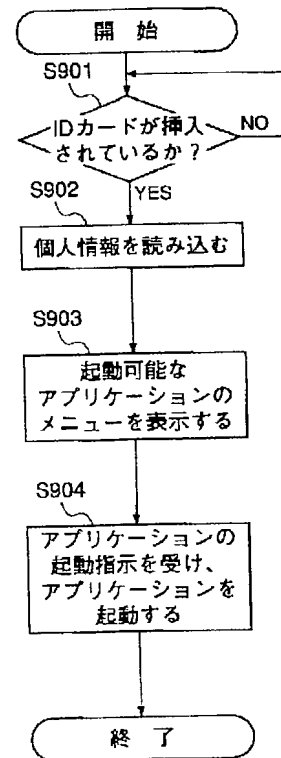 開 始
S901
IDカードが挿入
されているか？
NO
YES
S902
個人情報を読み込む
S903
起動可能な
アプリケーションの
メニューを表示する
S904
アプリケーションの
起動指示を受け、
アプリケーションを
起動する
終 了